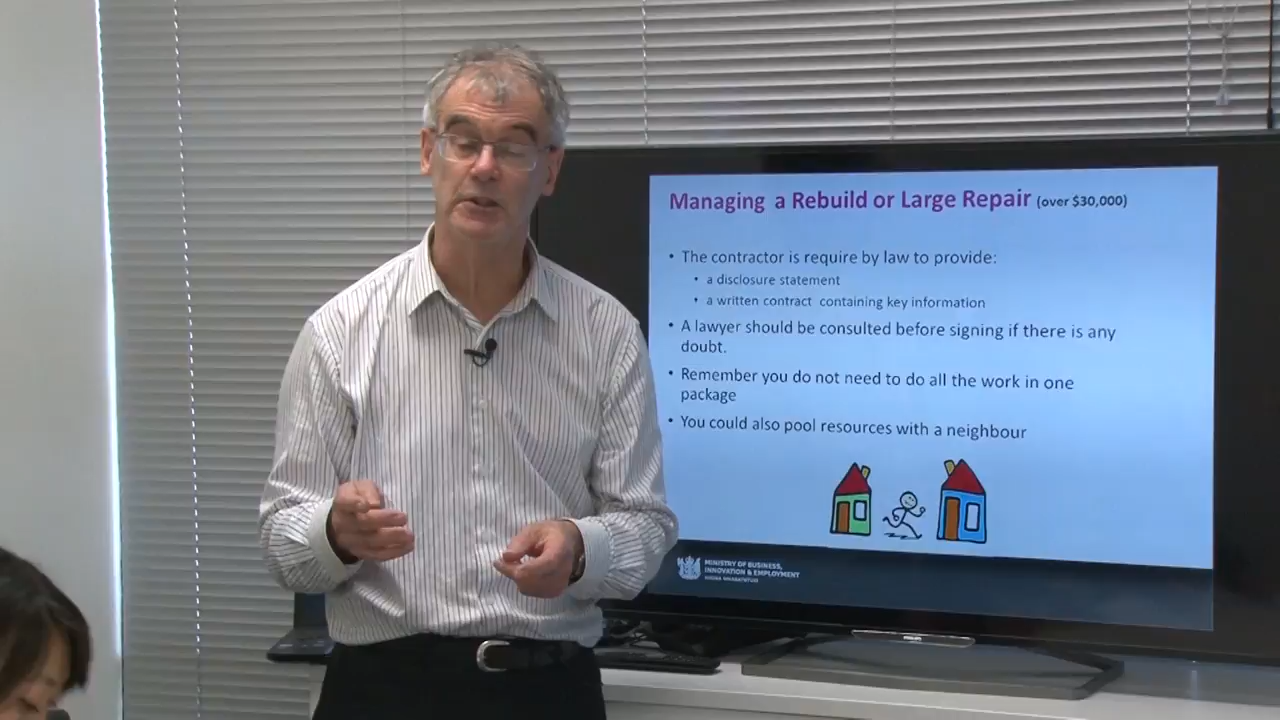 Managing a Rebuild or Large Repair (over $30,000)
• The contractor is require by law to provide:
• a disclosure statement
• a written contract containing key information
• A lawyer should be consulted before signing if there is any
doubt.
• Remember you do not need to do all the work in one
package
• You could also pool resources with a neighbour
MINISTRY OF BUSINESS,
INNOVATION & EMPLOYMENT
HĪKINA WHAKATUTUKI
PHILIPS